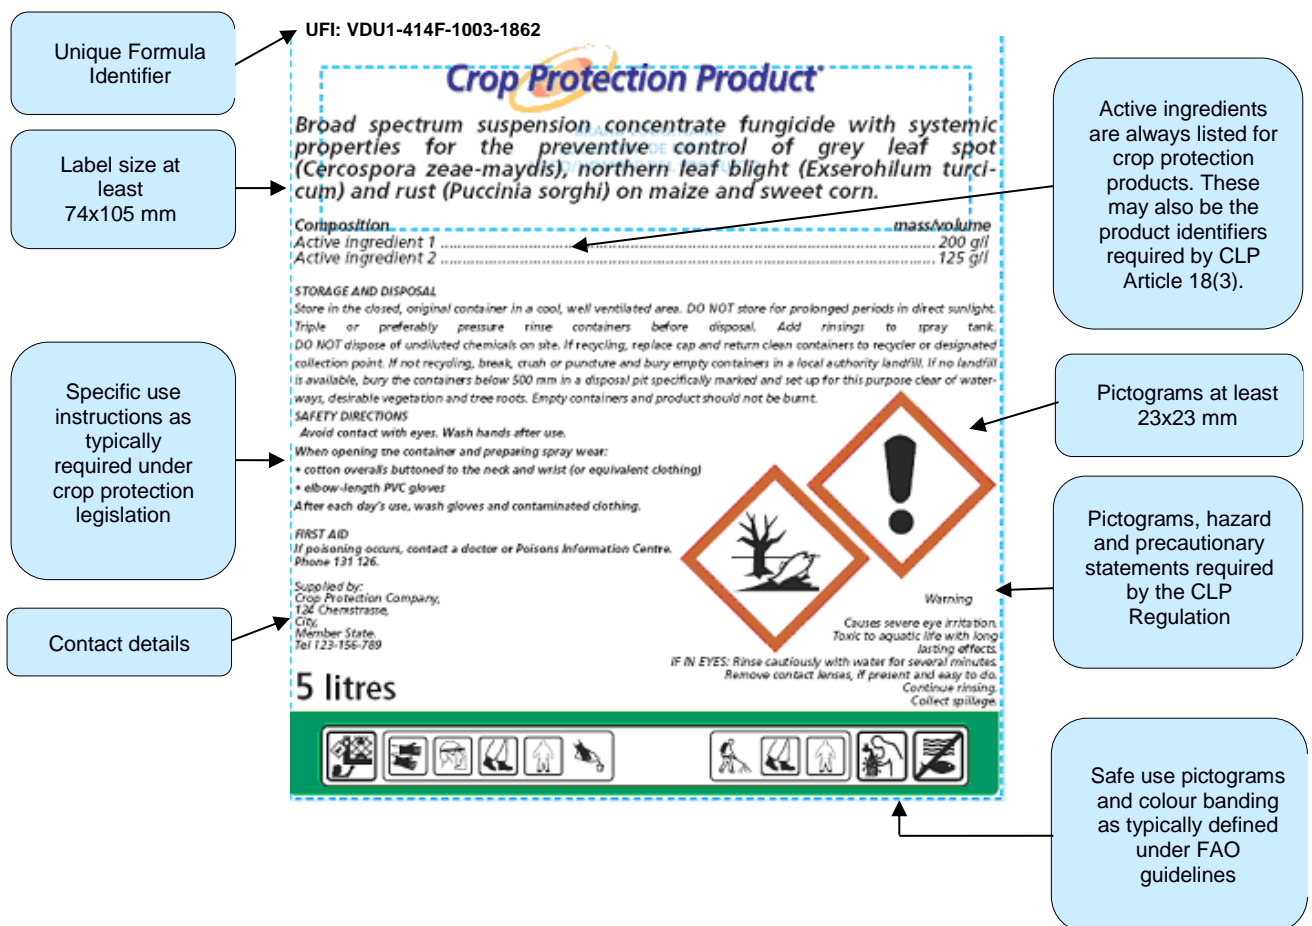 UFI: VDU1-414F-1003-1862
Unique Formula
Identifier
Crop Protection Product
Broad spectrum suspension concentrate fungicide with systemic
properties for the preventive control of grey leaf spot
(Cercospora zeae-maydis), northern leaf blight (Exserohilum turci-
cum) and rust (Puccinia sorghi) on maize and sweet corn.
Label size at
least
74x105 mm
Active ingredients
are always listed for
crop protection
products. These
may also be the
product identifiers
required by CLP
Article 18(3).
Composition mass/volume
Active ingredient 1 ........ 200 g/l
Active ingredient 2 ........ 125 g/l
STORAGE AND DISPOSAL
Store in the closed, original container in a cool, well ventilated area. DO NOT store for prolonged periods in direct sunlight.
Triple or preferably pressure rinse containers before disposal. Add rinsings to spray tank.
DO NOT dispose of undiluted chemicals on site. If recycling, replace cap and return clean containers to recycler or designated
collection point. If not recycling, break, crush or puncture and bury empty containers in a local authority landfill. If no landfill
is available, bury the containers below 500 mm in a disposal pit specifically marked and set up for this purpose clear of water-
ways, desirable vegetation and tree roots. Empty containers and product should not be burnt.
SAFETY DIRECTIONS
Avoid contact with eyes. Wash hands after use.
When opening the container and preparing spray wear:
• cotton overalls buttoned to the neck and wrist (or equivalent clothing)
• elbow-length PVC gloves
After each day's use, wash gloves and contaminated clothing.
Specific use
instructions as
typically
required under
crop protection
legislation
Pictograms at least
23x23 mm
FIRST AID
If poisoning occurs, contact a doctor or Poisons Information Centre.
Phone 131 126.
Supplied by:
Crop Protection Company,
124 Chemstrasse,
City,
Member State.
Tel 123-156-789
Contact details
Pictograms, hazard
and precautionary
statements required
by the CLP
Regulation
Warning
Causes severe eye irritation.
Toxic to aquatic life with long
lasting effects.
IF IN EYES: Rinse cautiously with water for several minutes.
Remove contact lenses, if present and easy to do.
Continue rinsing.
Collect spillage.
5 litres
Safe use pictograms
and colour banding
as typically defined
under FAO
guidelines